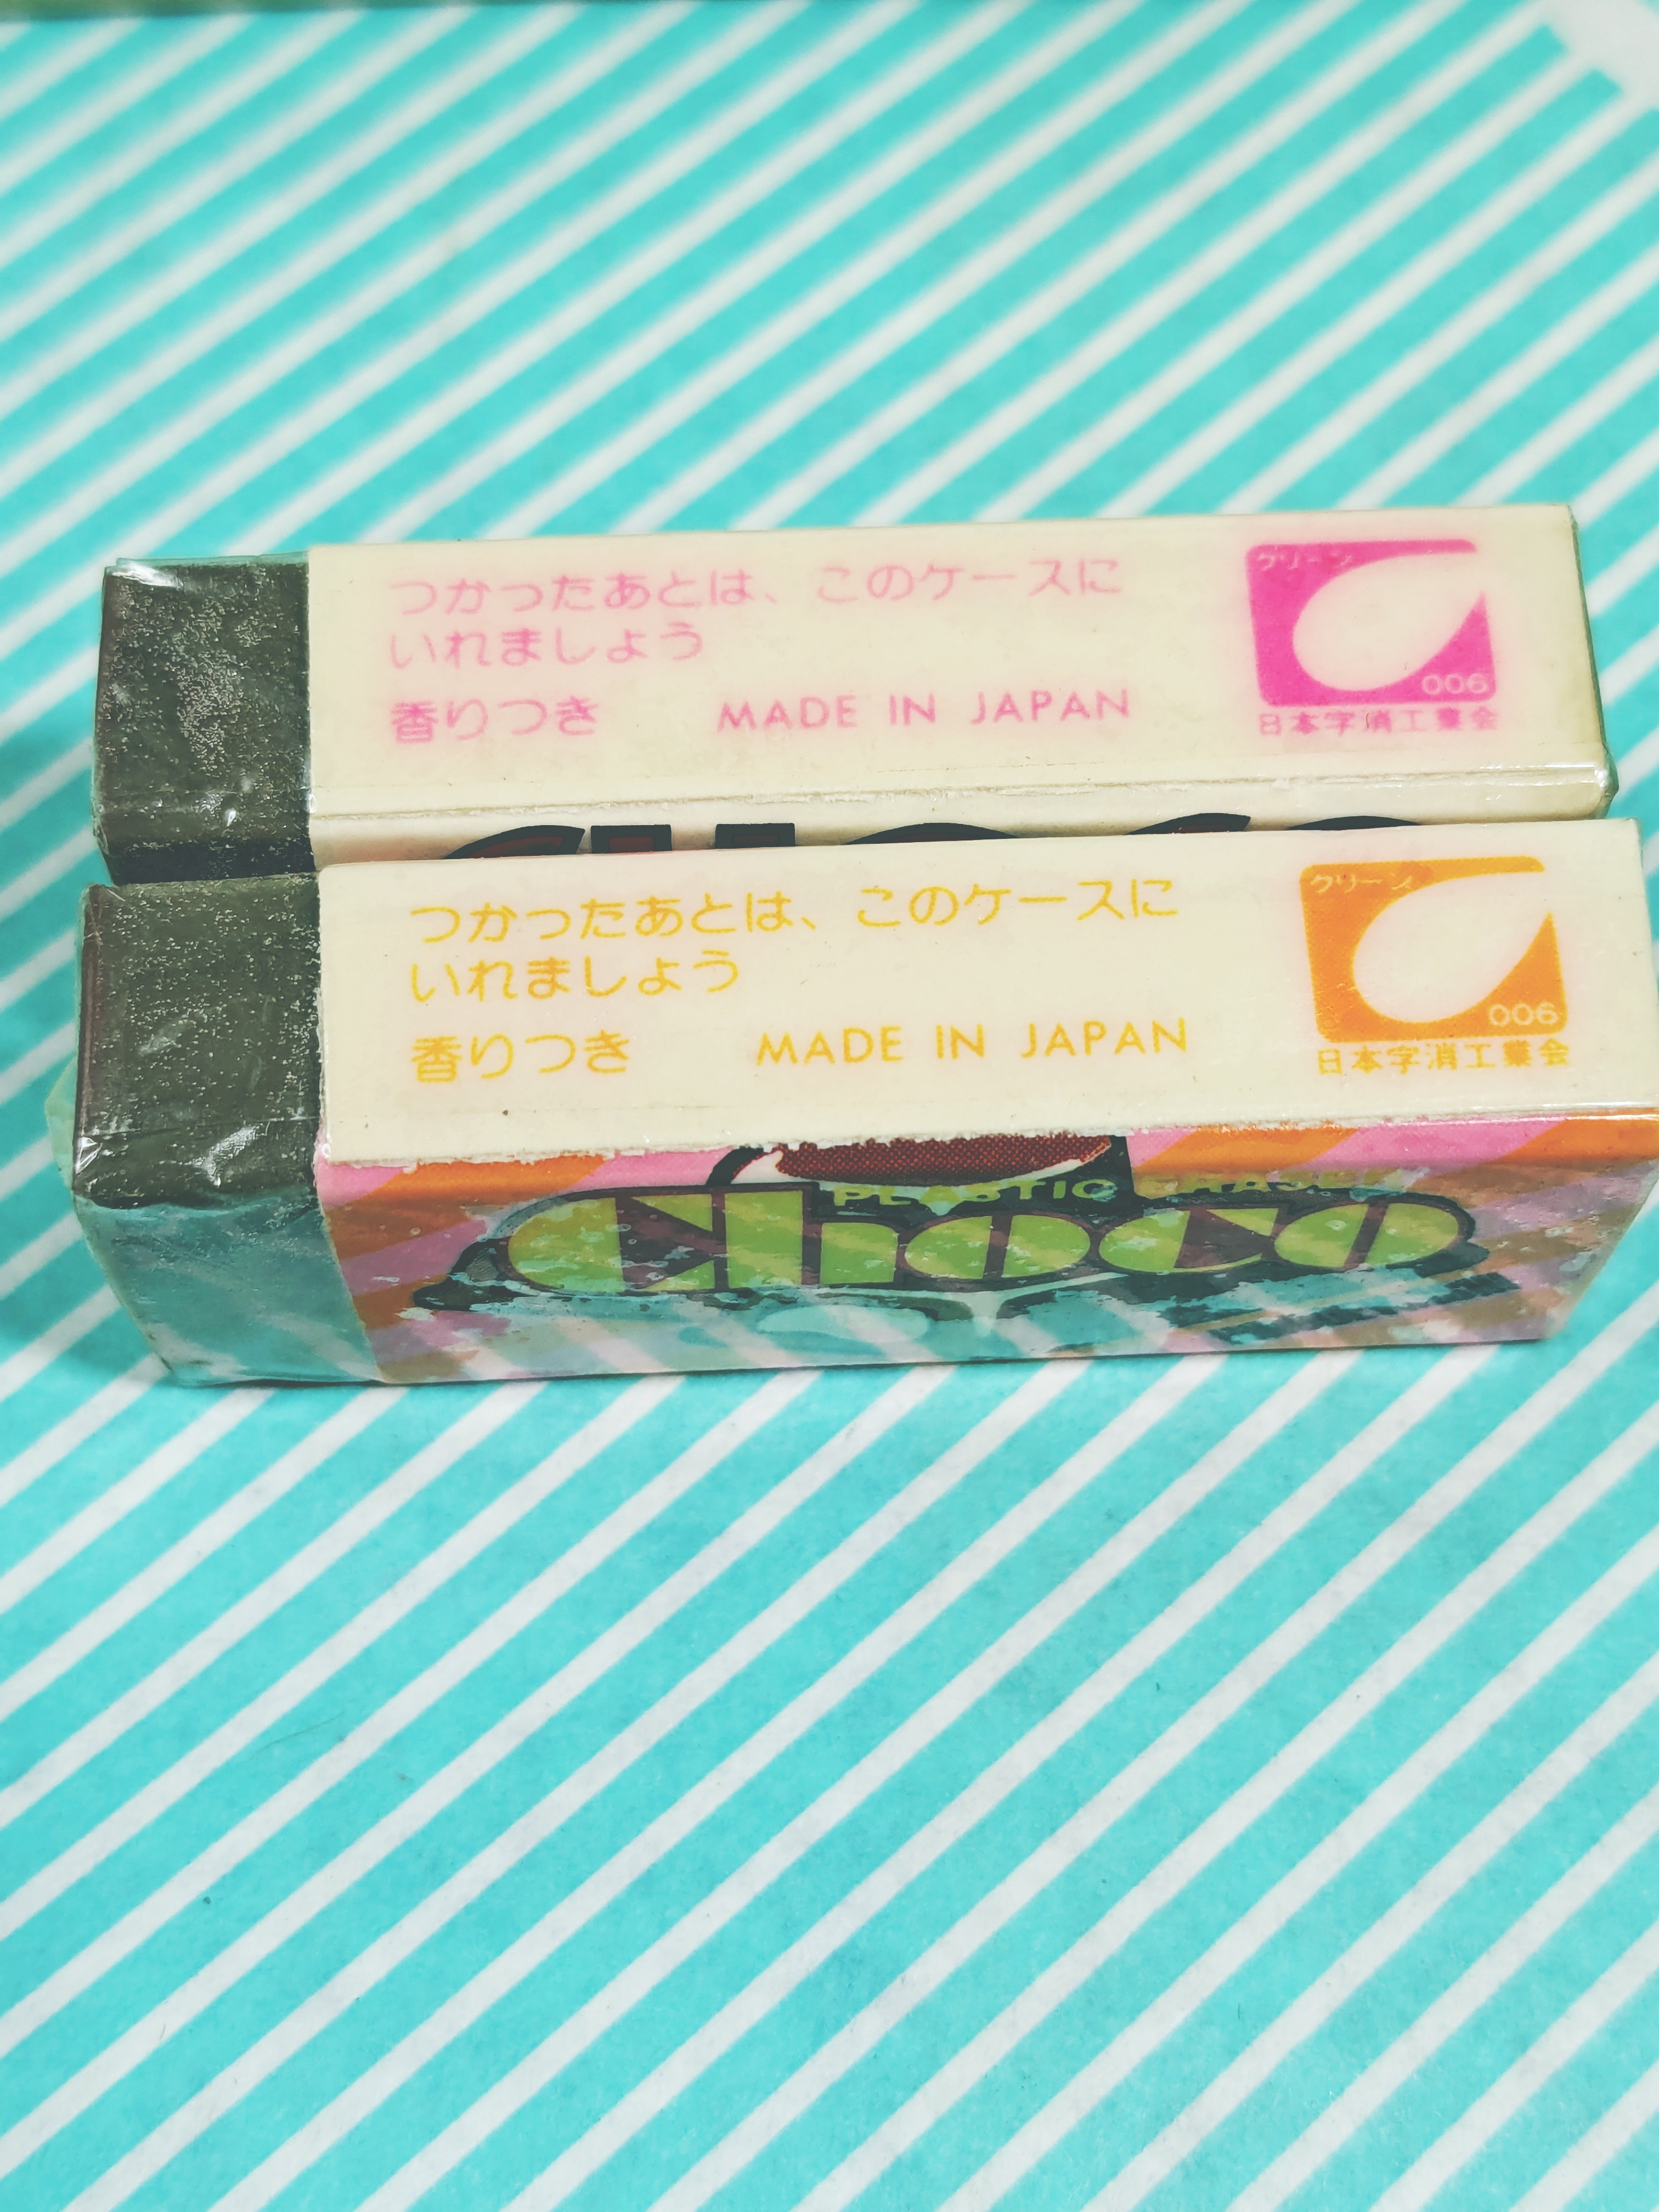 つかったあとは、このケースに
いれましょう
香りつき MADE IN JAPAN
クリーン
006
日本字消工業会
つかったあとは、このケースに
いれましょう
香りつき MADE IN JAPAN
クリーン
006
日本字消工業会
PLASTIC ERASER
Choco